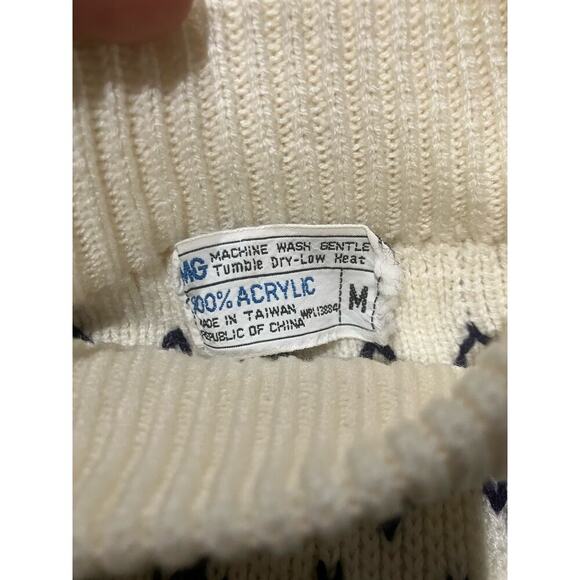 MG MACHINE WASH GENTLE
Tumble Dry-Low Heat
100% ACRYLIC M
MADE IN TAIWAN
REPUBLIC OF CHINA